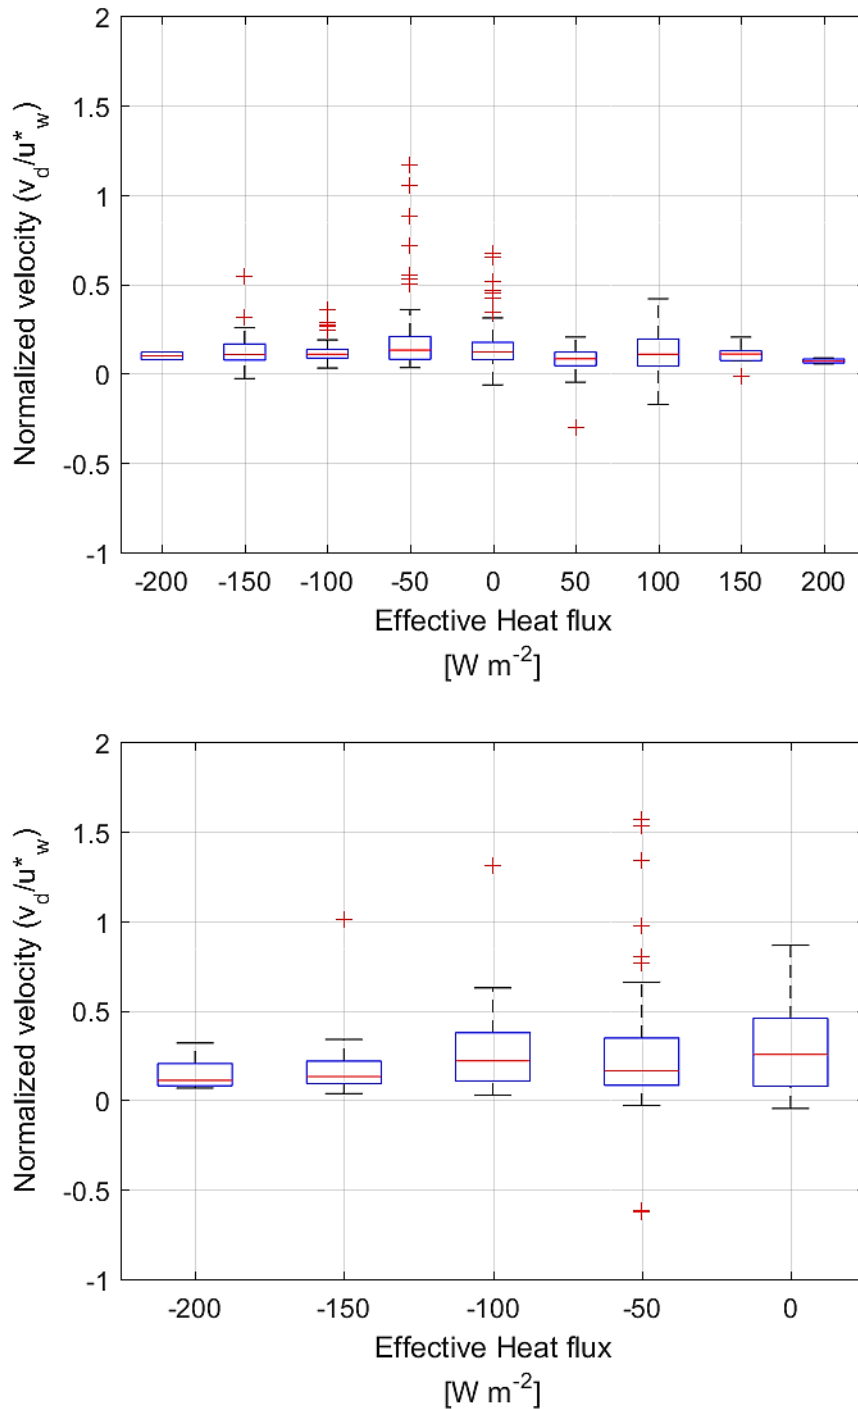 2
1.5
1
0.5
0
-0.5
-1
Normalized velocity (v_d/u*_w)
-200 -150 -100 -50 0 50 100 150 200
Effective Heat flux
[W m^-2]
2
1.5
1
0.5
0
-0.5
-1
Normalized velocity (v_d/u*_w)
-200 -150 -100 -50 0
Effective Heat flux
[W m^-2]